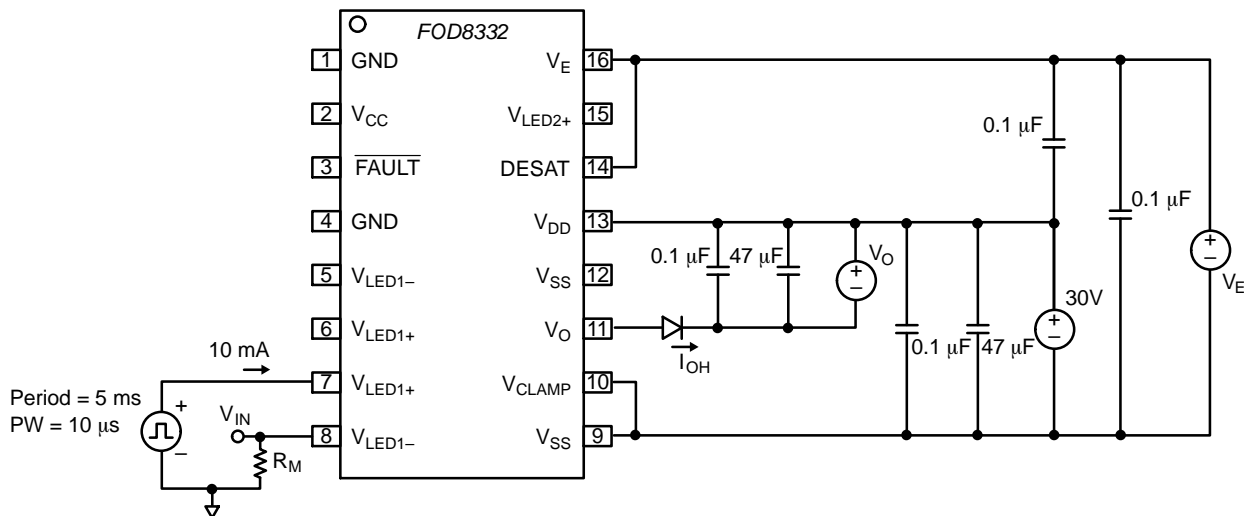 FOD8332
1 GND
2 VCC
3 FAULT
4 GND
5 VLED1–
6 VLED1+
7 VLED1+
8 VLED1–
VE 16
VLED2+ 15
DESAT 14
VDD 13
VSS 12
VO 11
VCLAMP 10
VSS 9
10 mA
Period = 5 ms
PW = 10 μs
+
–
VIN
RM
0.1 μF
47 μF
+
–
VO
IOH
0.1 μF
0.1 μF
0.1 μF
47 μF
30V
+
–
+
–
VE